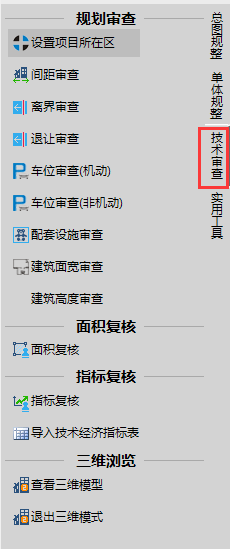 规划审查
设置项目所在区
间距审查
离界审查
退让审查
车位审查(机动)
车位审查(非机动)
配套设施审查
建筑面宽审查
建筑高度审查
面积复核
面积复核
指标复核
指标复核
导入技术经济指标表
三维浏览
查看三维模型
退出三维模式
总图规整
单体规整
技术审查
实用工具